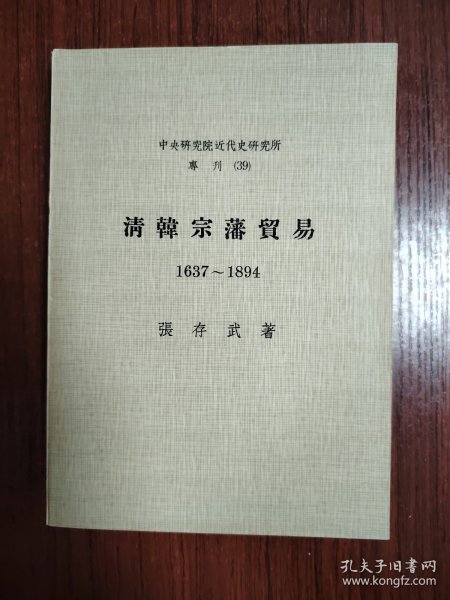 中央研究院近代史研究所
專刊(39)
清韓宗藩貿易
1637～1894
張存武著
孔夫子旧书网
www.kongfz.com